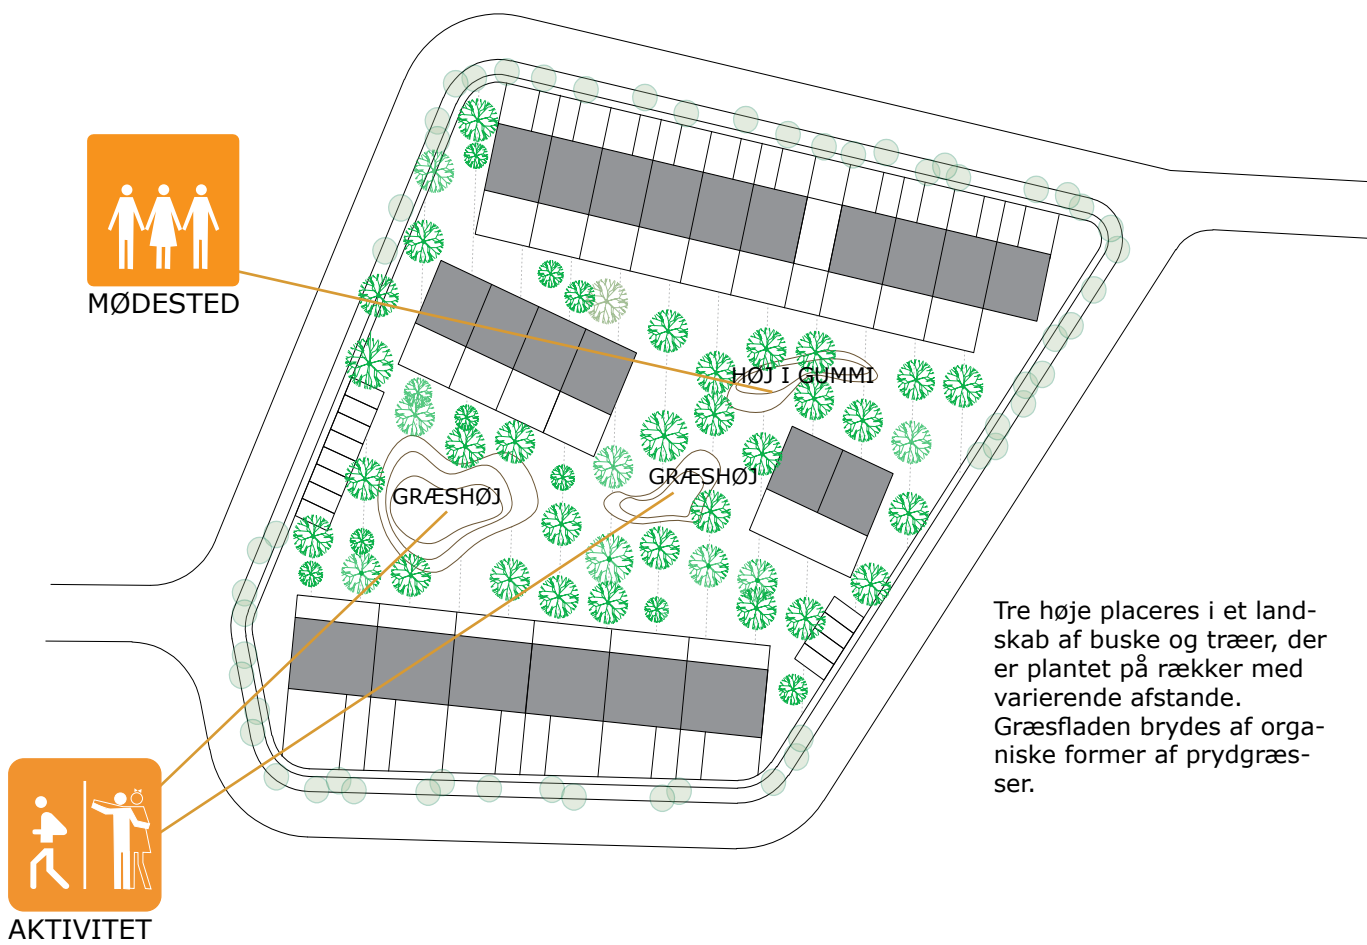 MØDESTED
HØJ I GUMMI
GRÆSHØJ
GRÆSHØJ
Tre høje placeres i et land-
skab af buske og træer, der
er plantet på rækker med
varierende afstande.
Græsfladen brydes af orga-
niske former af prydgræs-
ser.
AKTIVITET